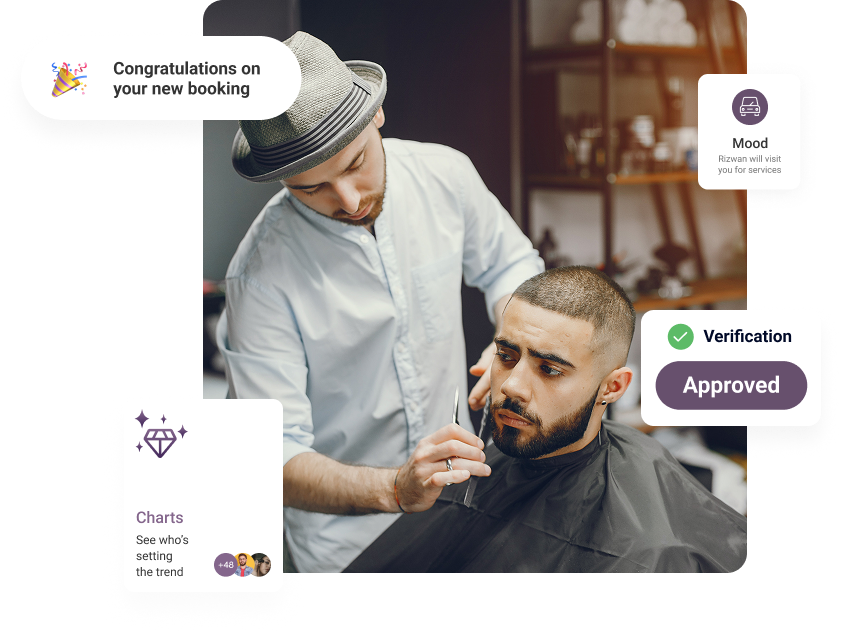 Congratulations on
your new booking
Mood
Rizwan will visit
you for services
Verification
Approved
Charts
See who's
setting
the trend
+48